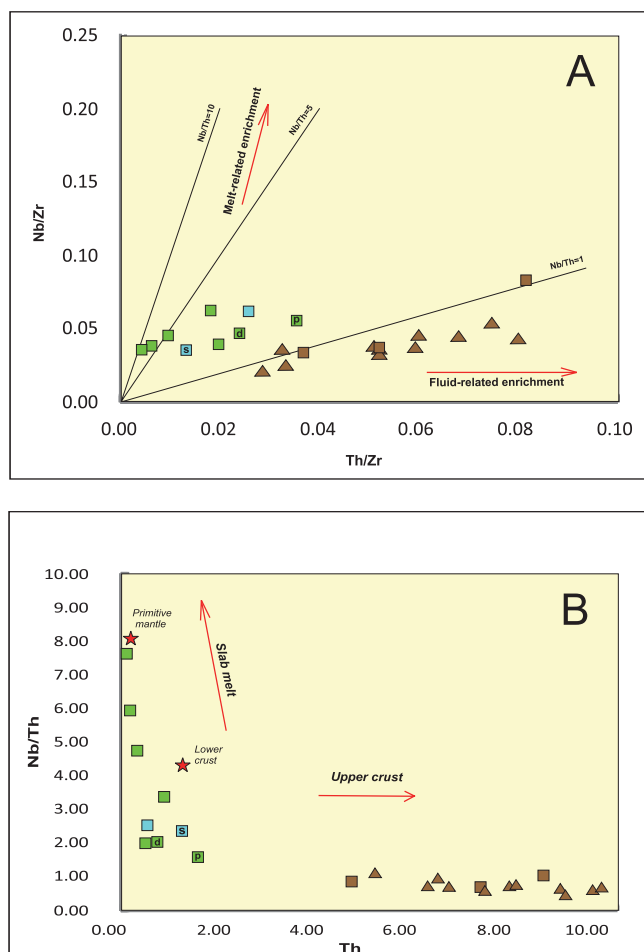 0.25
A
Nb/Th=10
Nb/Th=5
0.20
Melt-related enrichment
0.15
Nb/Zr
0.10
Nb/Th=1
p
0.05
d
s
Fluid-related enrichment
0.00
0.00 0.02 0.04 0.06 0.08 0.10
Th/Zr
10.00
B
9.00
Primitive
mantle
8.00
Slab melt
7.00
6.00
5.00
Nb/Th
Lower
crust
4.00
Upper crust
3.00
s
2.00
d
p
1.00
0.00
0.00 2.00 4.00 6.00 8.00 10.00
Th